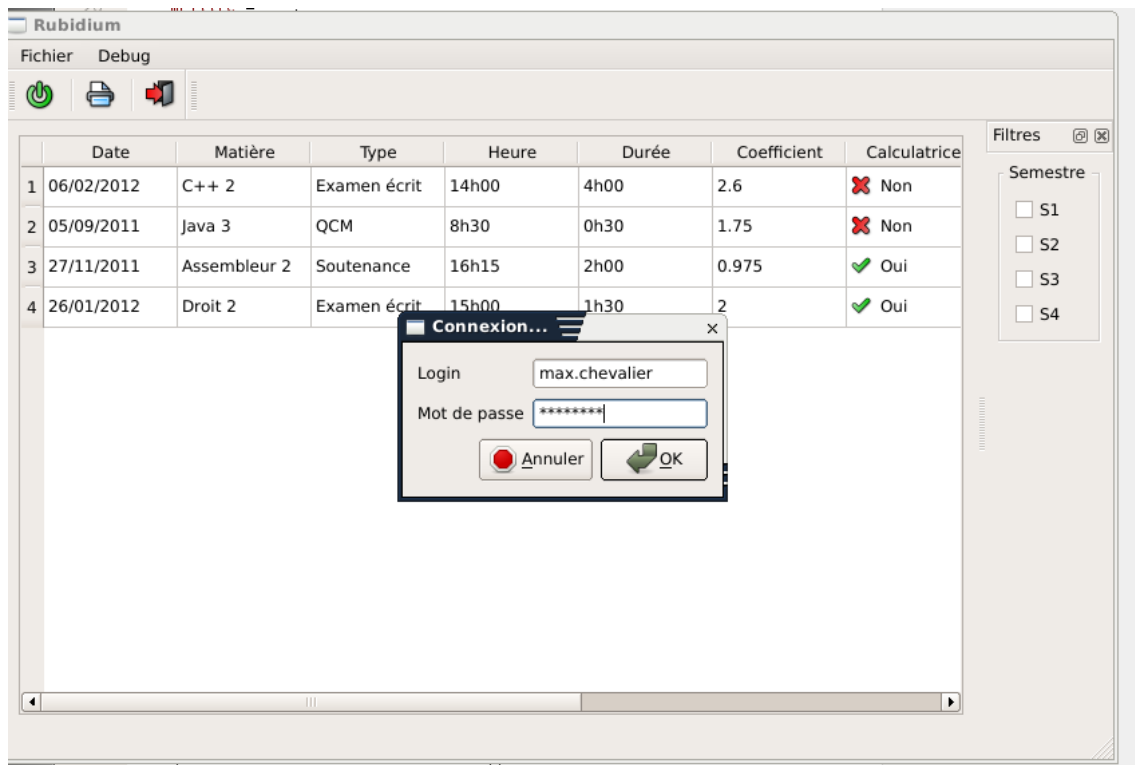 Rubidium
Fichier Debug
Filtres
Date Matière Type Heure Durée Coefficient Calculatrice
1 06/02/2012 C++ 2 Examen écrit 14h00 4h00 2.6 Non
2 05/09/2011 Java 3 QCM 8h30 0h30 1.75 Non
3 27/11/2011 Assembleur 2 Soutenance 16h15 2h00 0.975 Oui
4 26/01/2012 Droit 2 Examen écrit 15h00 1h30 2 Oui
Semestre
S1
S2
S3
S4
Connexion...
Login max.chevalier
Mot de passe ********
Annuler OK